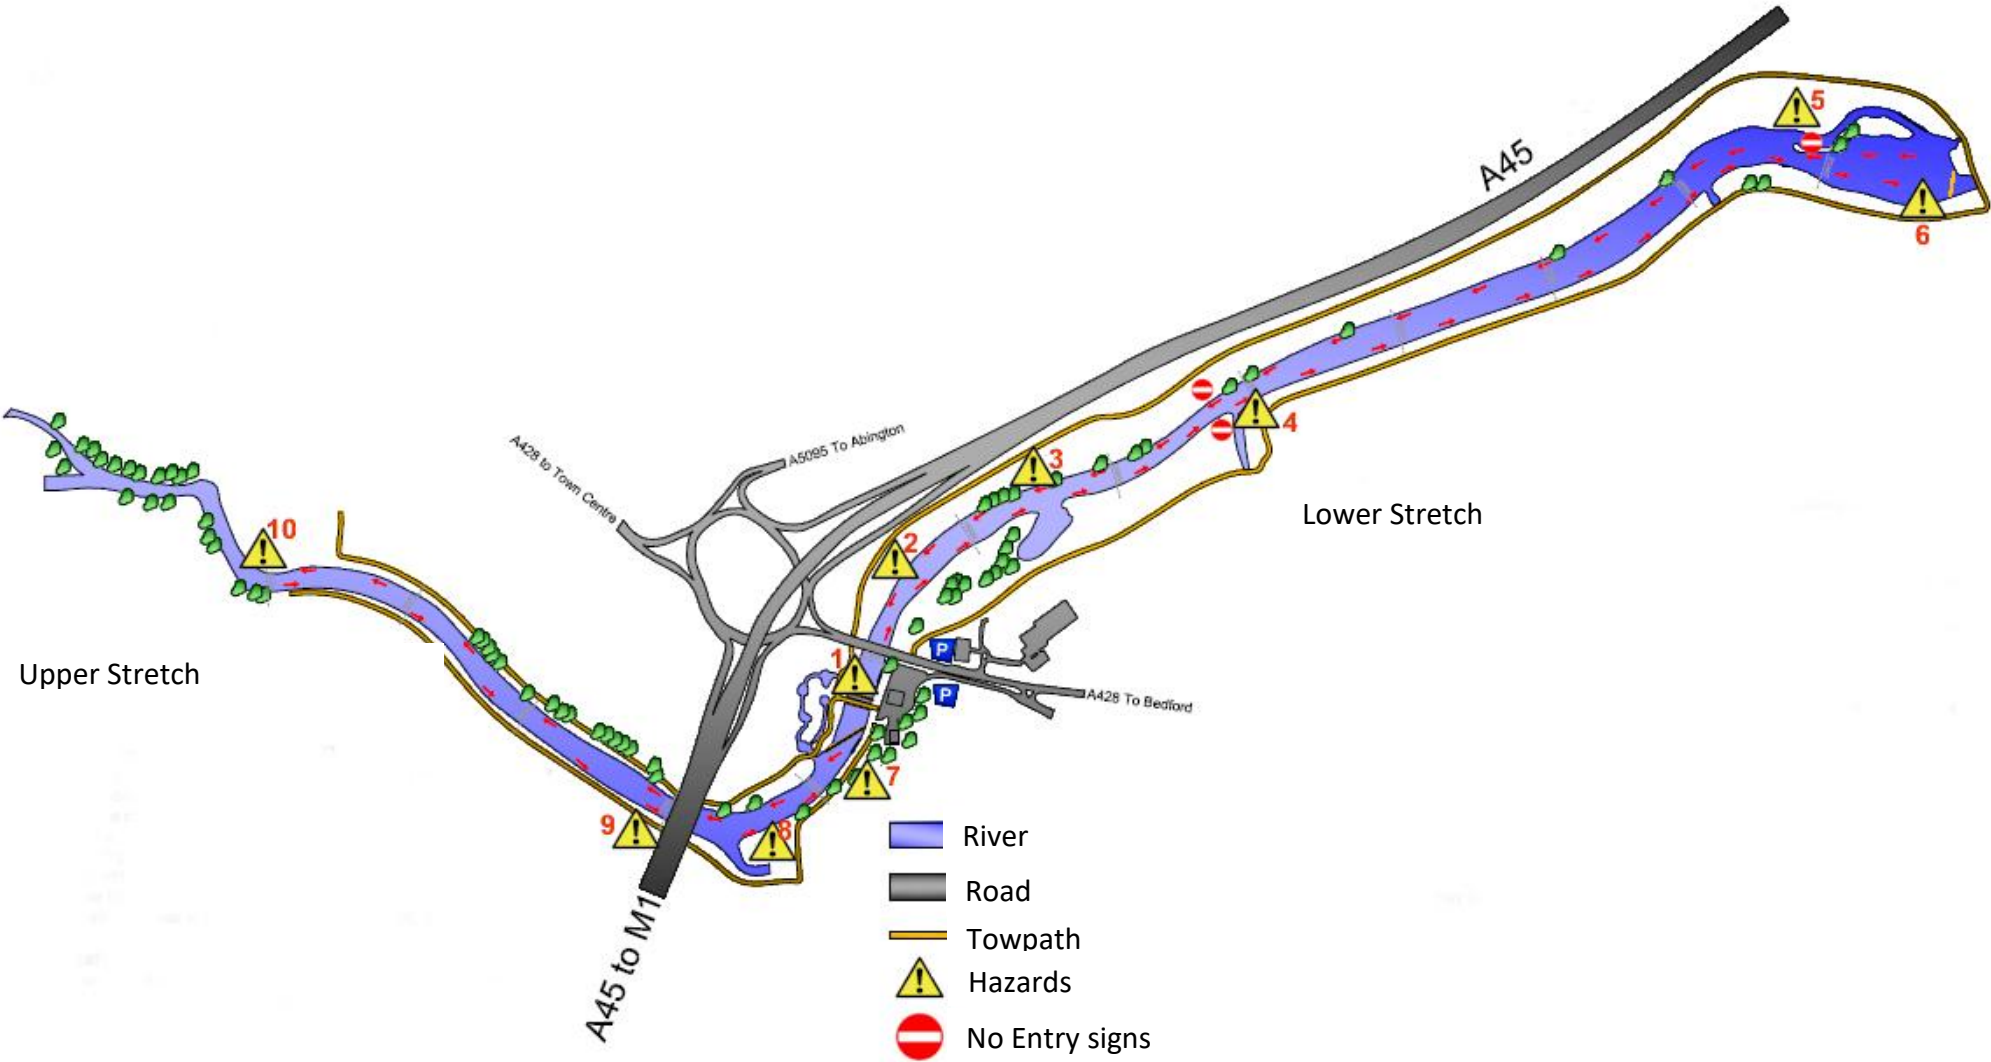 5
A45
6
A5095 To Abington
A428 to Town Centre
3
4
Lower Stretch
10
2
P
1
Upper Stretch
P
A428 To Bedford
7
9
8
River
Road
A45 to M1
Towpath
Hazards
No Entry signs